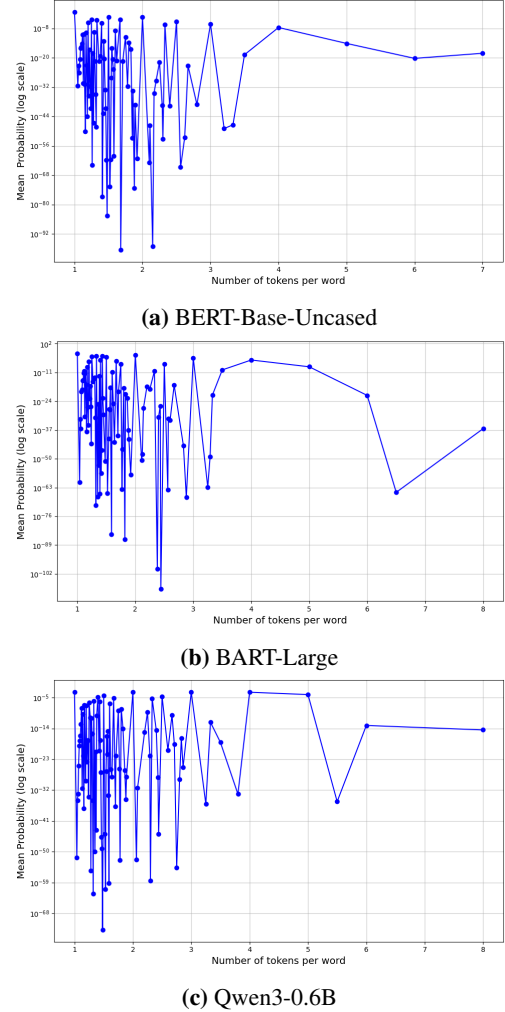 Mean Probability (log scale)
10^-8
10^-20
10^-32
10^-44
10^-56
10^-68
10^-80
10^-92
1 2 3 4 5 6 7
Number of tokens per word
(a) BERT-Base-Uncased
Mean Probability (log scale)
10^2
10^-11
10^-24
10^-37
10^-50
10^-63
10^-76
10^-89
10^-102
1 2 3 4 5 6 7 8
Number of tokens per word
(b) BART-Large
Mean Probability (log scale)
10^-5
10^-14
10^-23
10^-32
10^-41
10^-50
10^-59
10^-68
1 2 3 4 5 6 7 8
Number of tokens per word
(c) Qwen3-0.6B